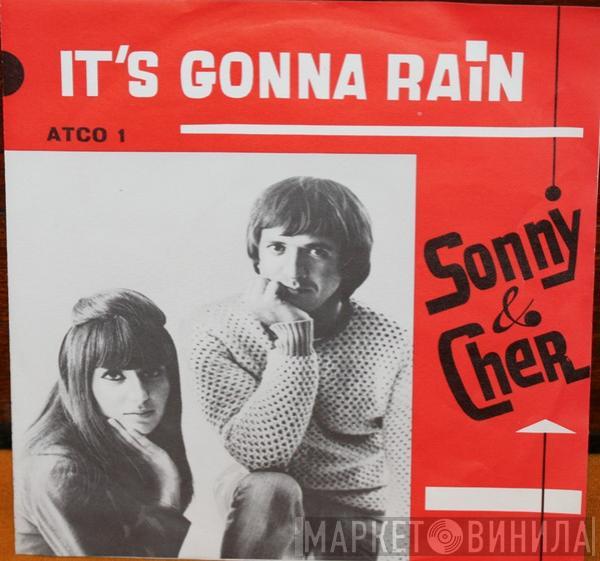 IT'S GONNA RAIN
ATCO 1
Sonny
&
Cher
МАРКЕТ ВИНИЛА